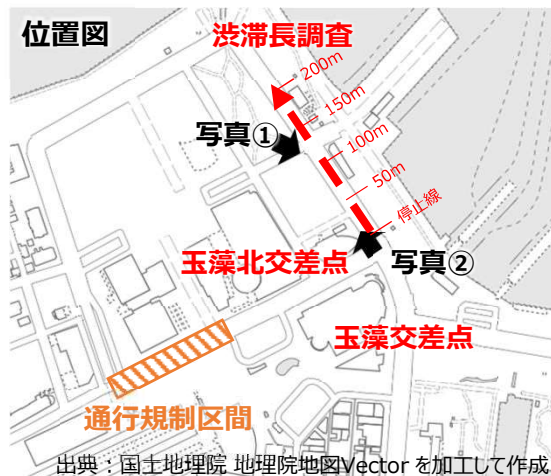 位置図
渋滞長調査
200m
150m
写真①
100m
50m
停止線
玉藻北交差点
写真②
玉藻交差点
通行規制区間
出典：国土地理院 地理院地図Vector を加工して作成